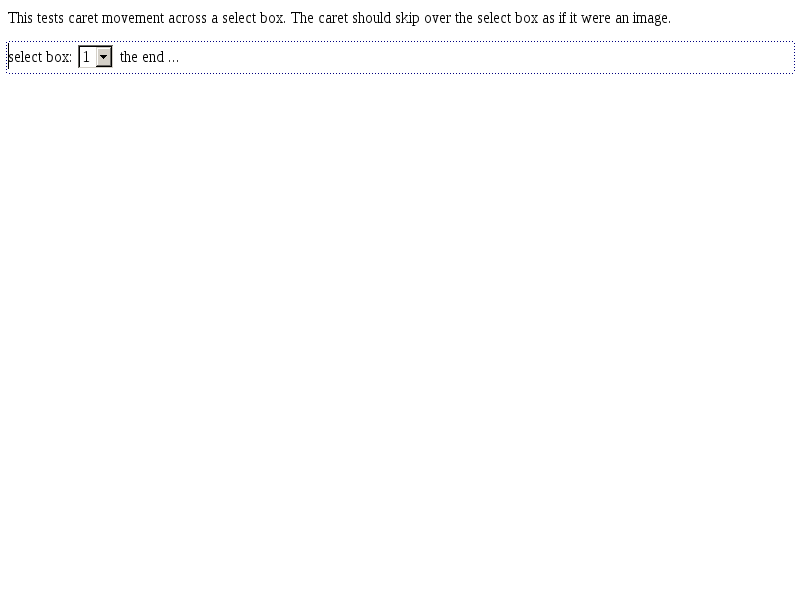 This tests caret movement across a select box. The caret should skip over the select box as if it were an image.
select box: 1 the end ...